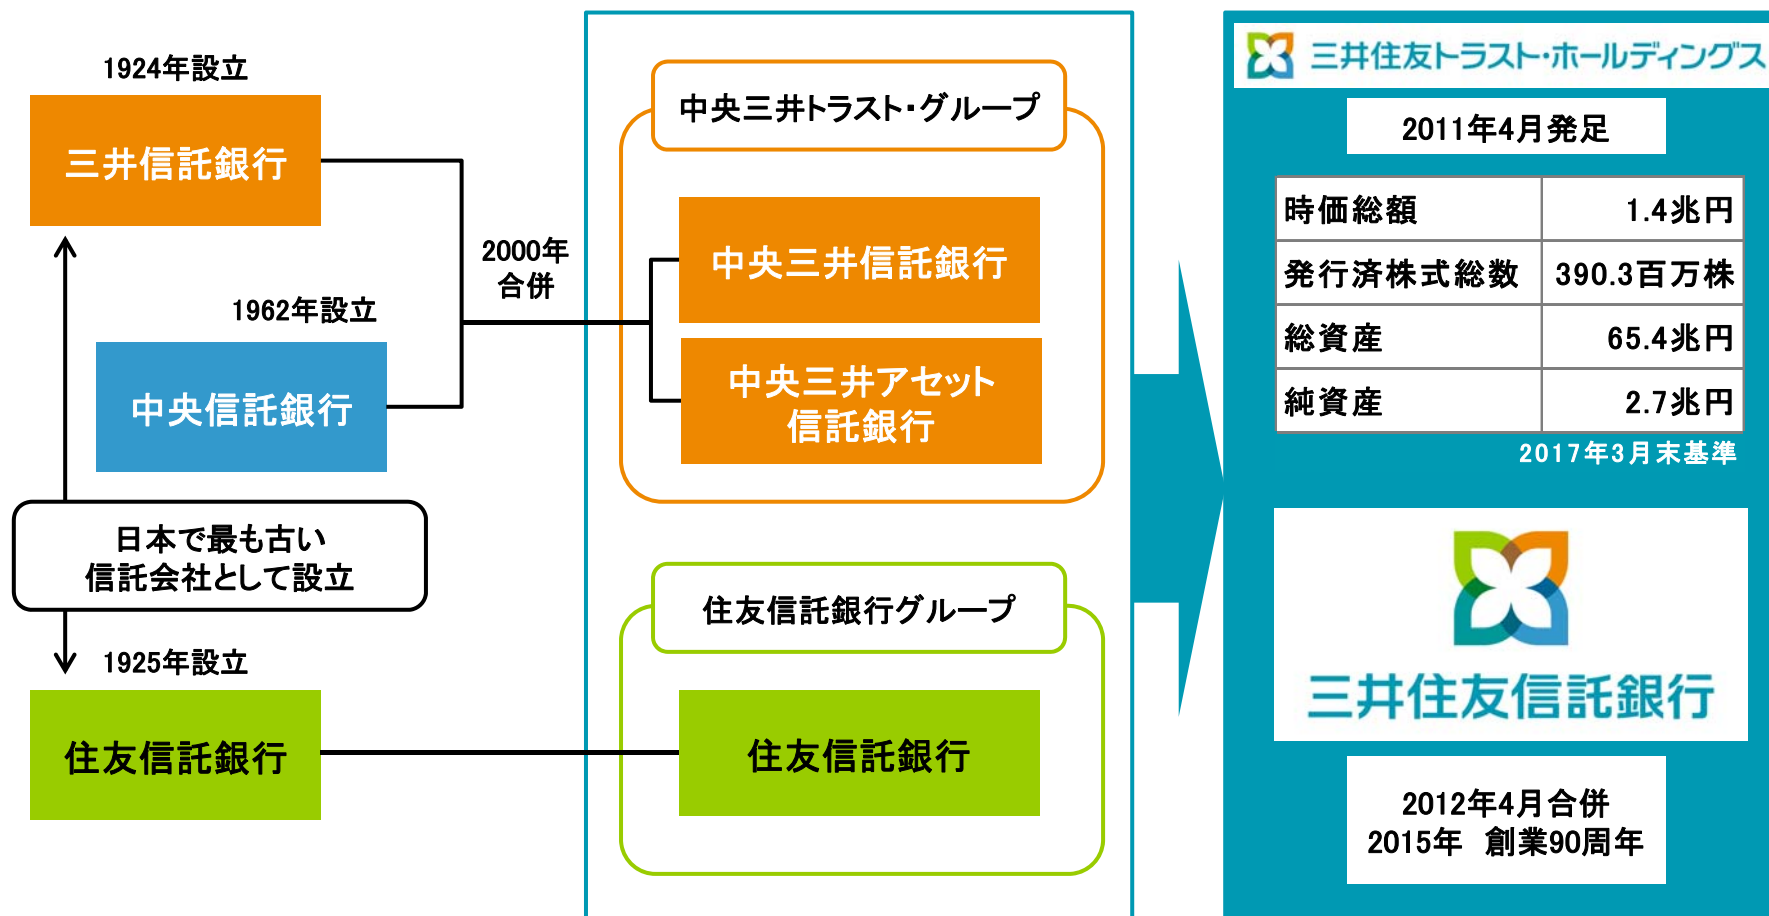 1924年設立
三井信託銀行
1962年設立
中央信託銀行
日本で最も古い
信託会社として設立
1925年設立
住友信託銀行
2000年
合併
中央三井トラスト・グループ
中央三井信託銀行
中央三井アセット
信託銀行
住友信託銀行グループ
住友信託銀行
三井住友トラスト・ホールディングス
2011年4月発足
時価総額 1.4兆円
発行済株式総数 390.3百万株
総資産 65.4兆円
純資産 2.7兆円
2017年3月末基準
三井住友信託銀行
2012年4月合併
2015年 創業90周年